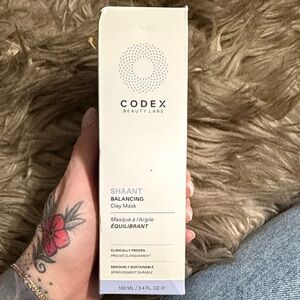 CODEX
BEAUTY LABS
SHAANT
BALANCING
Clay Mask
Masque à l'Argile
ÉQUILIBRANT
CLINICALLY PROVEN
PROUVÉ CLINIQUEMENT
SERIOUSLY SUSTAINABLE
SÉRIEUSEMENT DURABLE
100 ML / 3.4 FL. OZ ℮